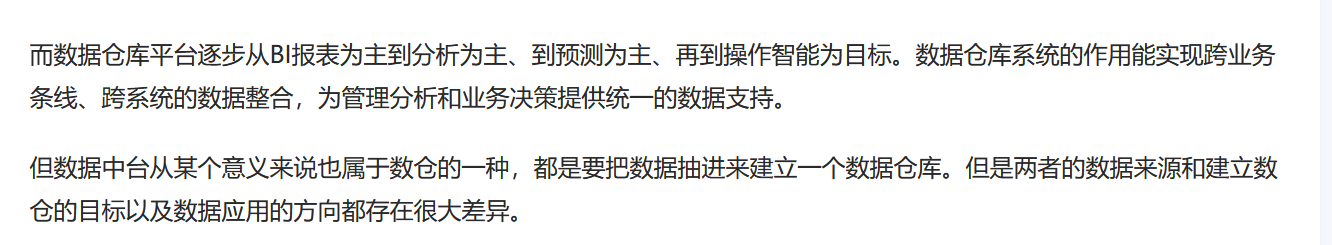 而数据仓库平台逐步从BI报表为主到分析为主、到预测为主、再到操作智能为目标。数据仓库系统的作用能实现跨业务
条线、跨系统的数据整合，为管理分析和业务决策提供统一的数据支持。
但数据中台从某个意义来说也属于数仓的一种，都是要把数据抽进来建立一个数据仓库。但是两者的数据来源和建立数
仓的目标以及数据应用的方向都存在很大差异。